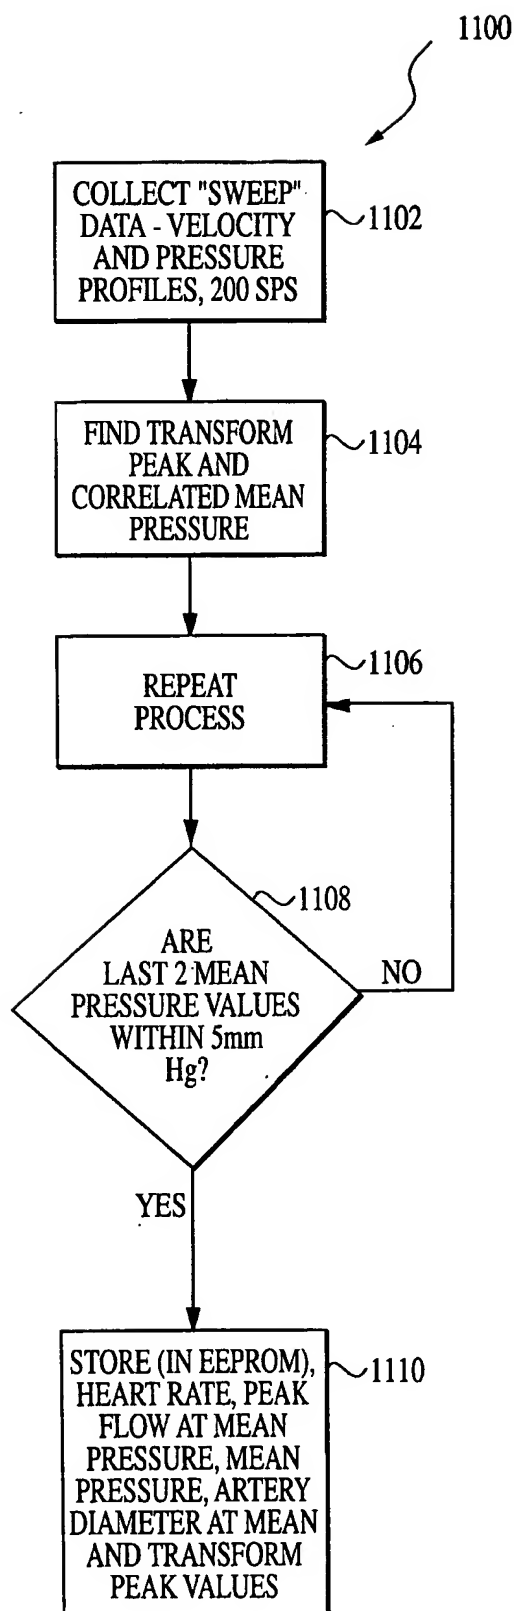 1100
COLLECT "SWEEP"
DATA - VELOCITY
AND PRESSURE
PROFILES, 200 SPS
1102
FIND TRANSFORM
PEAK AND
CORRELATED MEAN
PRESSURE
1104
REPEAT
PROCESS
1106
ARE
LAST 2 MEAN
PRESSURE VALUES
WITHIN 5mm
Hg?
1108
NO
YES
STORE (IN EEPROM),
HEART RATE, PEAK
FLOW AT MEAN
PRESSURE, MEAN
PRESSURE, ARTERY
DIAMETER AT MEAN
AND TRANSFORM
PEAK VALUES
1110